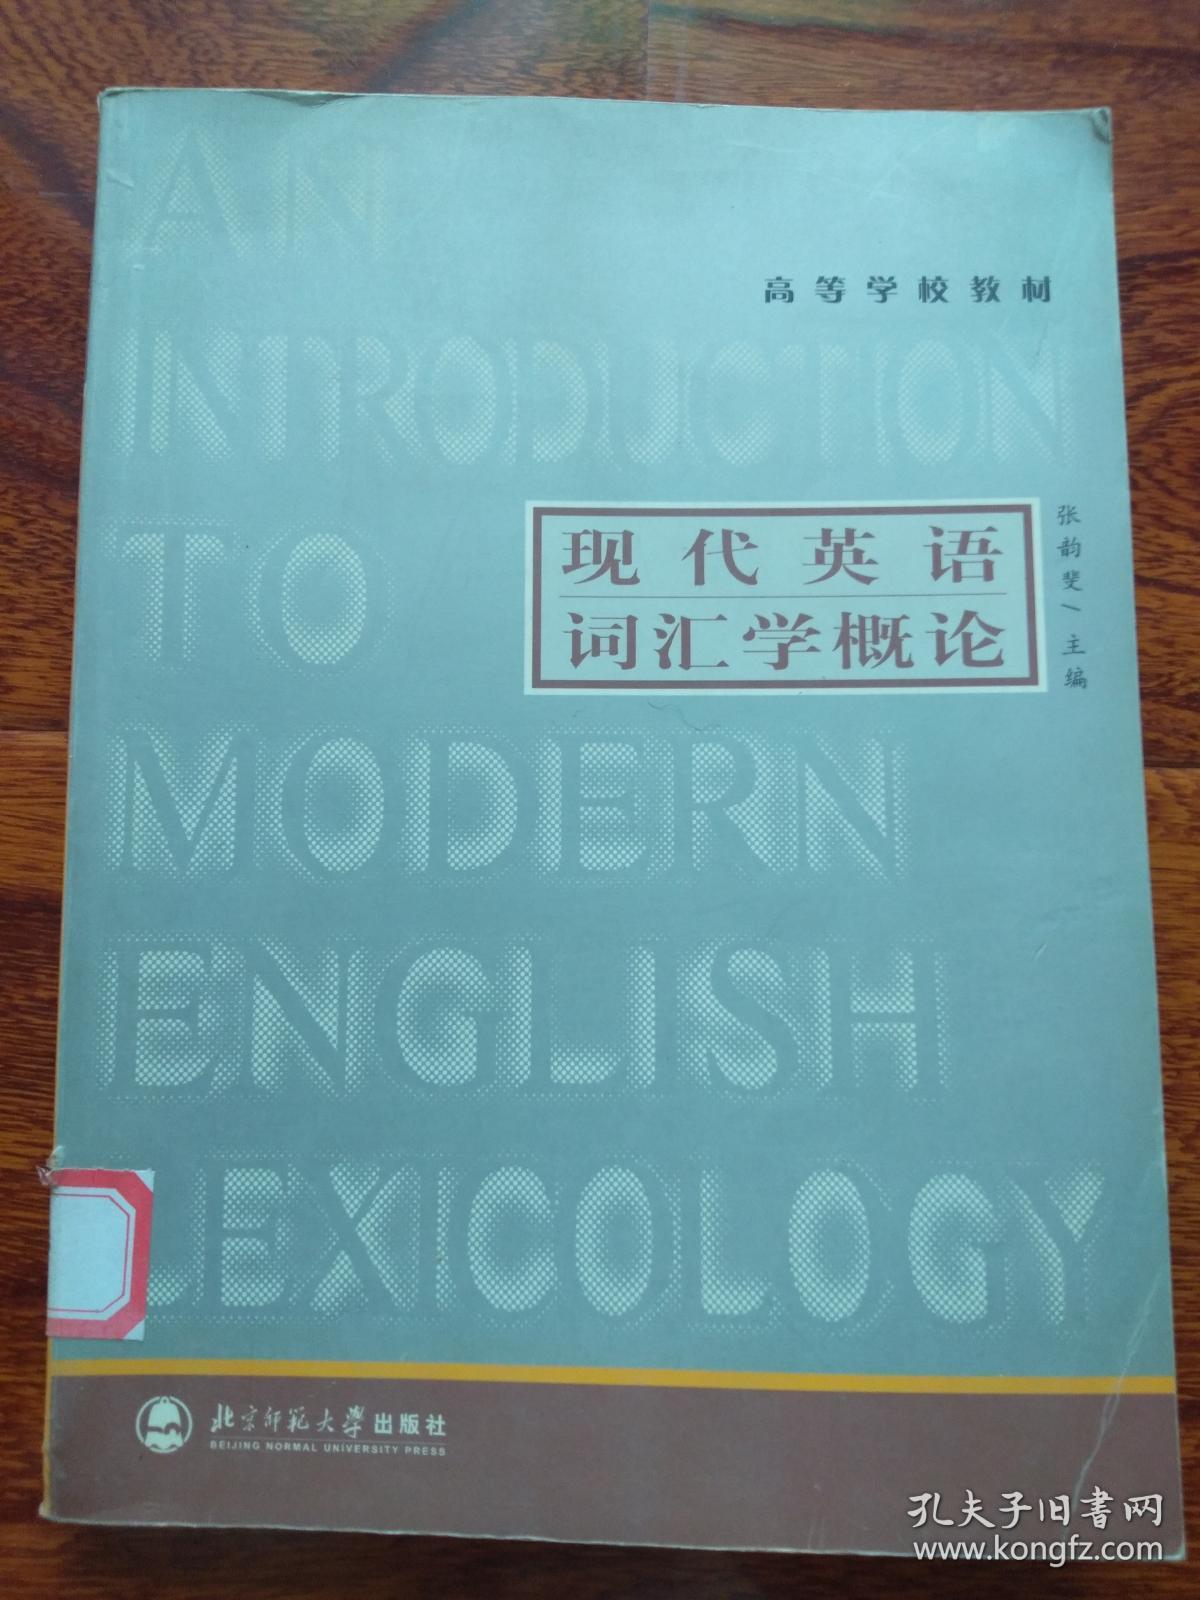 AN
INTRODUCTION
TO
MODERN
ENGLISH
LEXICOLOGY
高等学校教材
现代英语
词汇学概论
张韵斐/主编
北京师范大学出版社
BEIJING NORMAL UNIVERSITY PRESS
孔夫子旧书网
www.kongfz.com